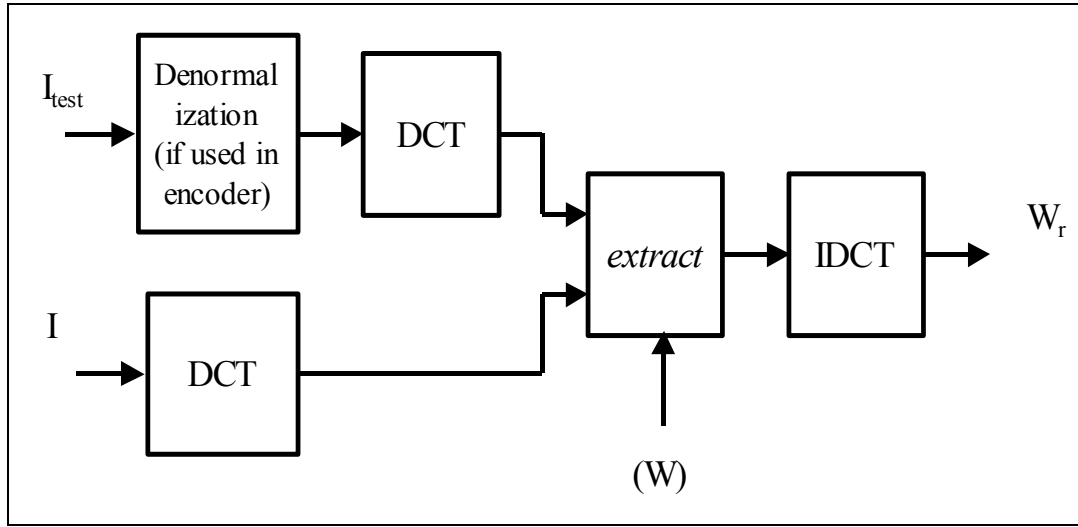 I_test
Denormal
ization
(if used in
encoder)
DCT
extract
IDCT
W_r
I
DCT
(W)